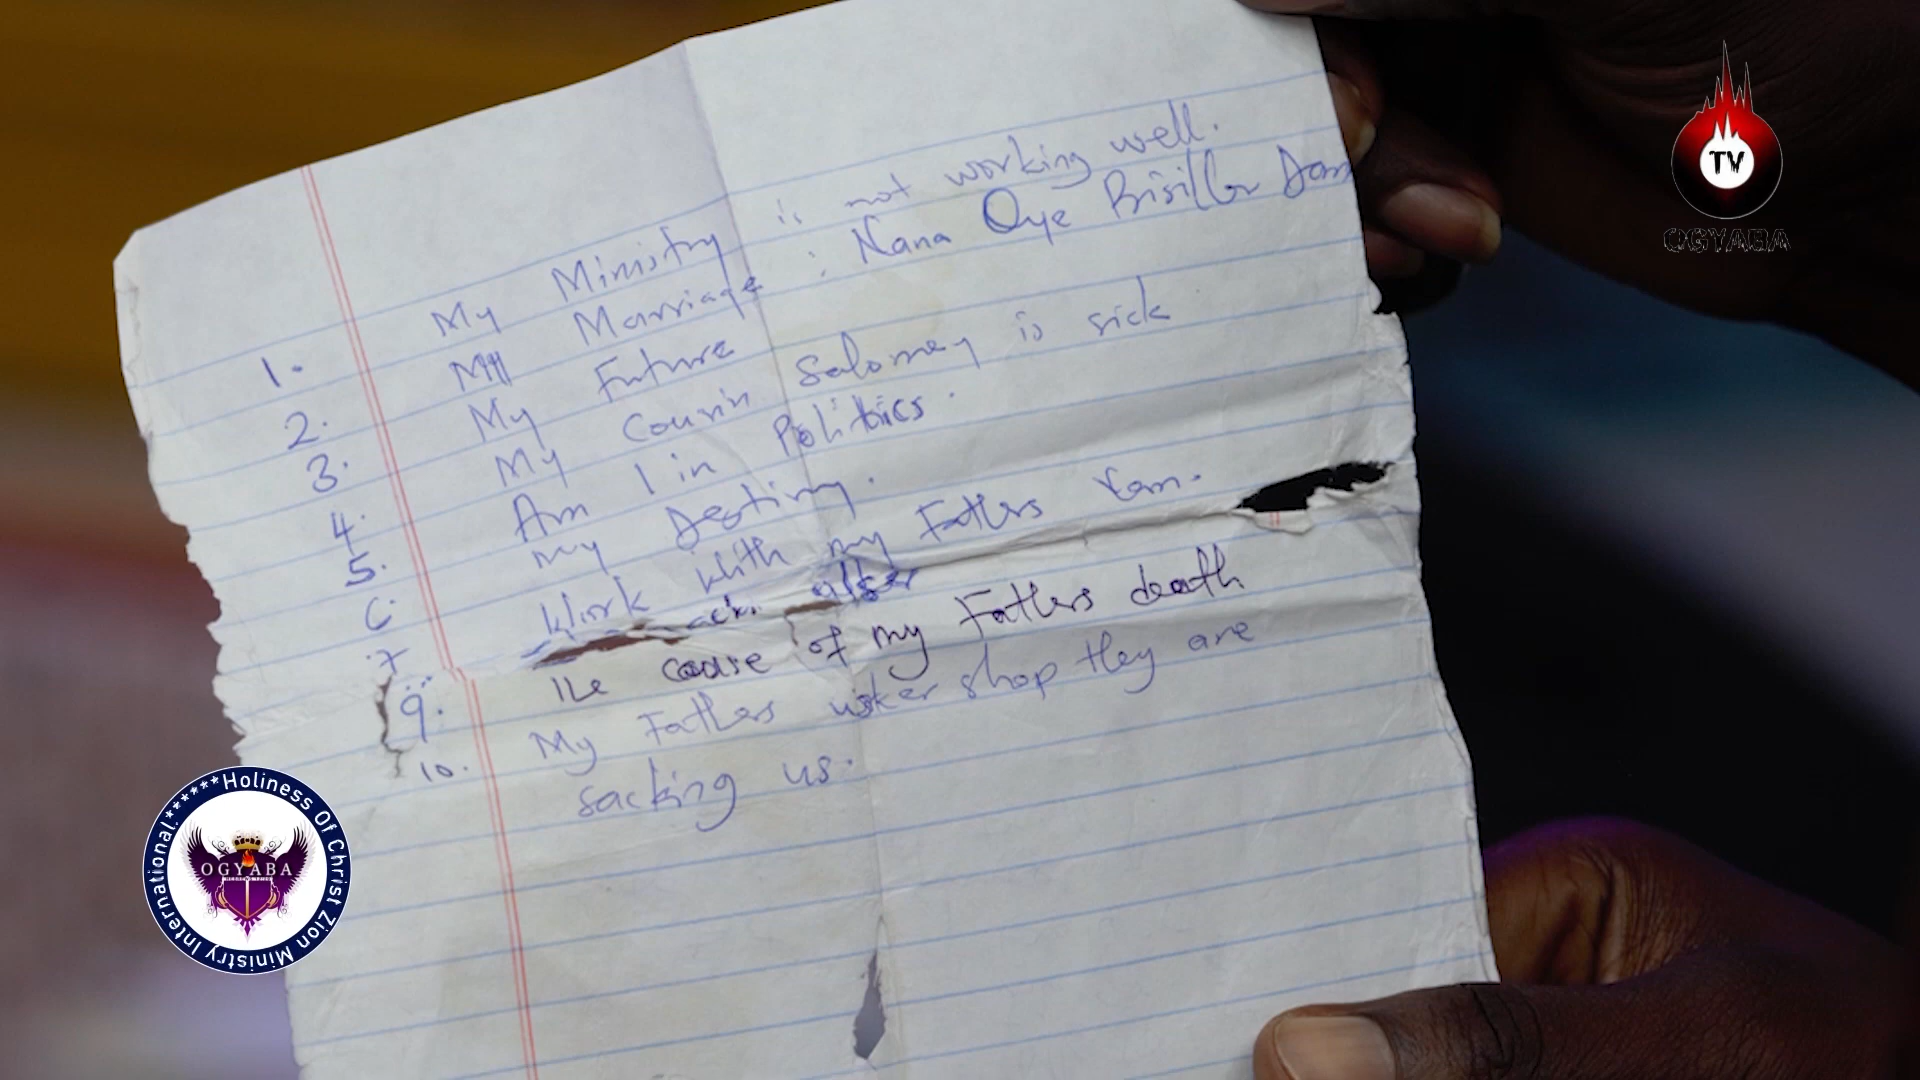 1. My Ministry is not working well.
2. My Marriage : Nana Oye Prisiller
3. My Future
4. My Cousin Salomey is sick
5. Am I in Politics.
6. My Destiny.
7 Work with my Fathers
after
9. The cause of my Fathers death
10. My Fathers worker shop they are
sacking us.
TV
OGYABA
Holiness Of Christ Zion Ministry International.
OGYABA